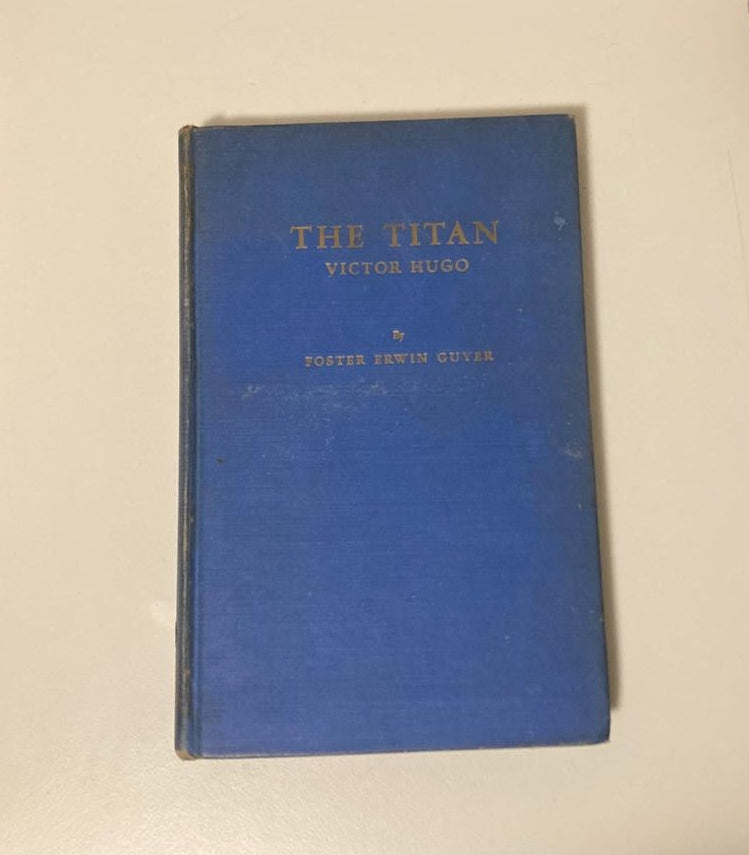 THE TITAN
VICTOR HUGO
By
FOSTER ERWIN GUYER